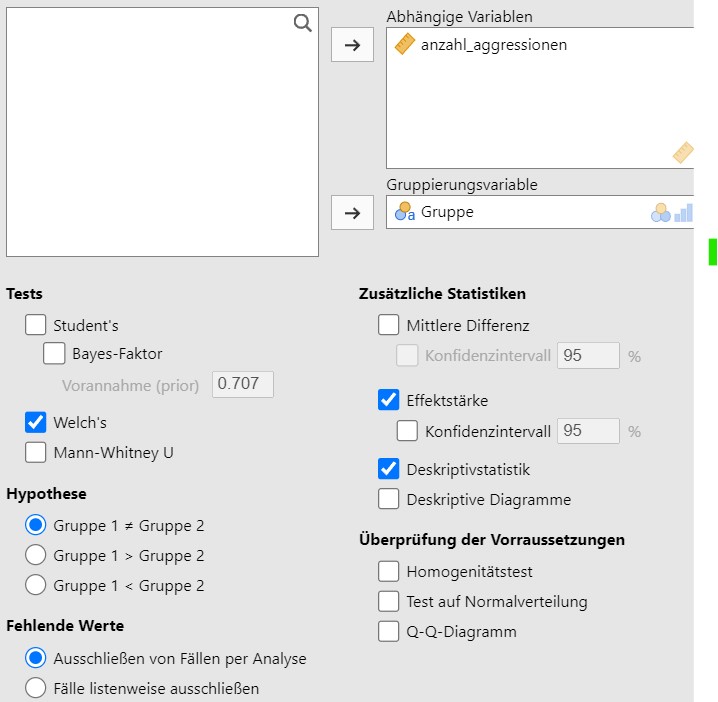 Abhängige Variablen
anzahl_aggressionen
Gruppierungsvariable
a Gruppe
Tests
Student's
Bayes-Faktor
Vorannahme (prior) 0.707
Welch's
Mann-Whitney U
Hypothese
Gruppe 1 ≠ Gruppe 2
Gruppe 1 > Gruppe 2
Gruppe 1 < Gruppe 2
Fehlende Werte
Ausschließen von Fällen per Analyse
Fälle listenweise ausschließen
Zusätzliche Statistiken
Mittlere Differenz
Konfidenzintervall 95 %
Effektstärke
Konfidenzintervall 95 %
Deskriptivstatistik
Deskriptive Diagramme
Überprüfung der Vorraussetzungen
Homogenitätstest
Test auf Normalverteilung
Q-Q-Diagramm